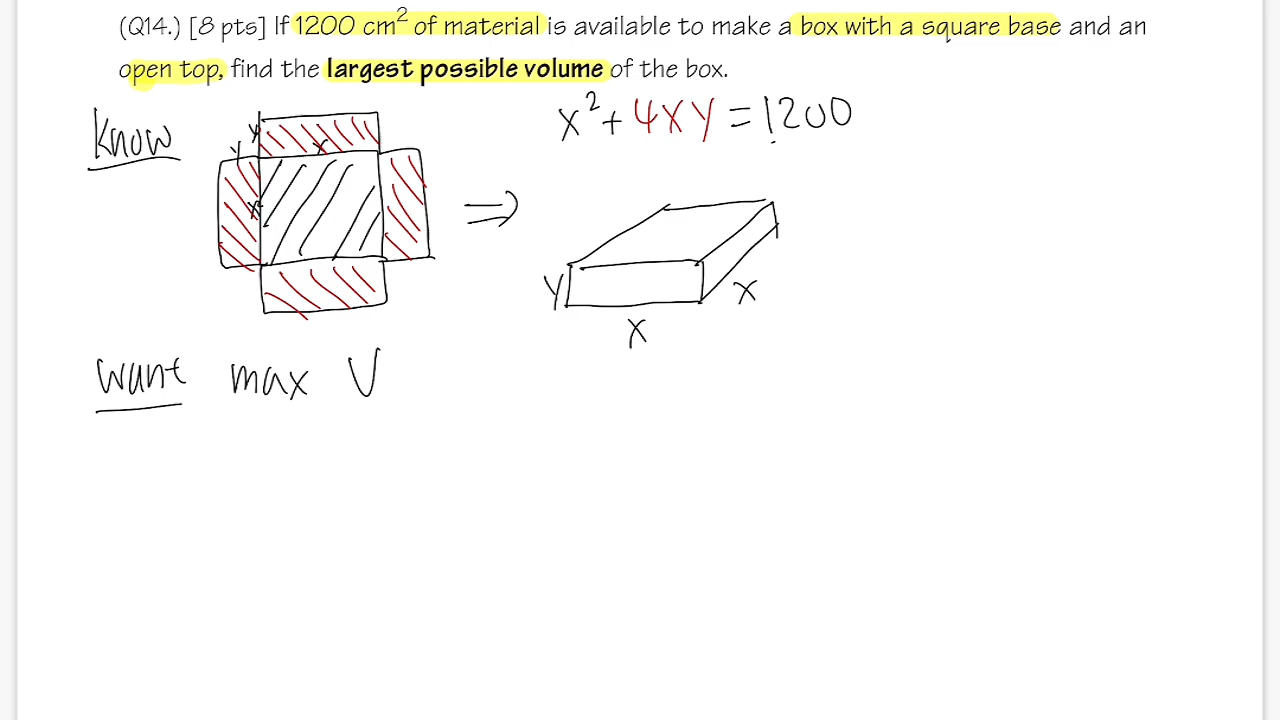 (Q14.) [8 pts] If 1200 cm² of material is available to make a box with a square base and an
open top, find the largest possible volume of the box.
Know
x² + 4xy = 1200
y
y
x
x
⇒
y
x
x
want max V